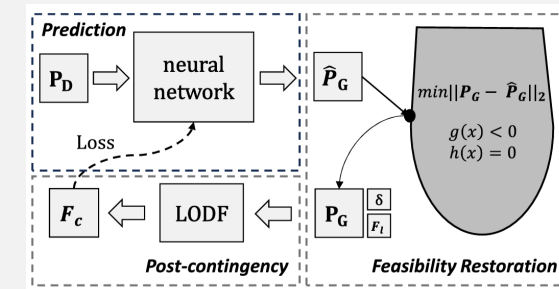 Prediction
P_D
neural
network
P̂_G
min||P_G − P̂_G||_2
g(x) < 0
h(x) = 0
Loss
F_c
LODF
P_G
δ
F_l
Post-contingency
Feasibility Restoration